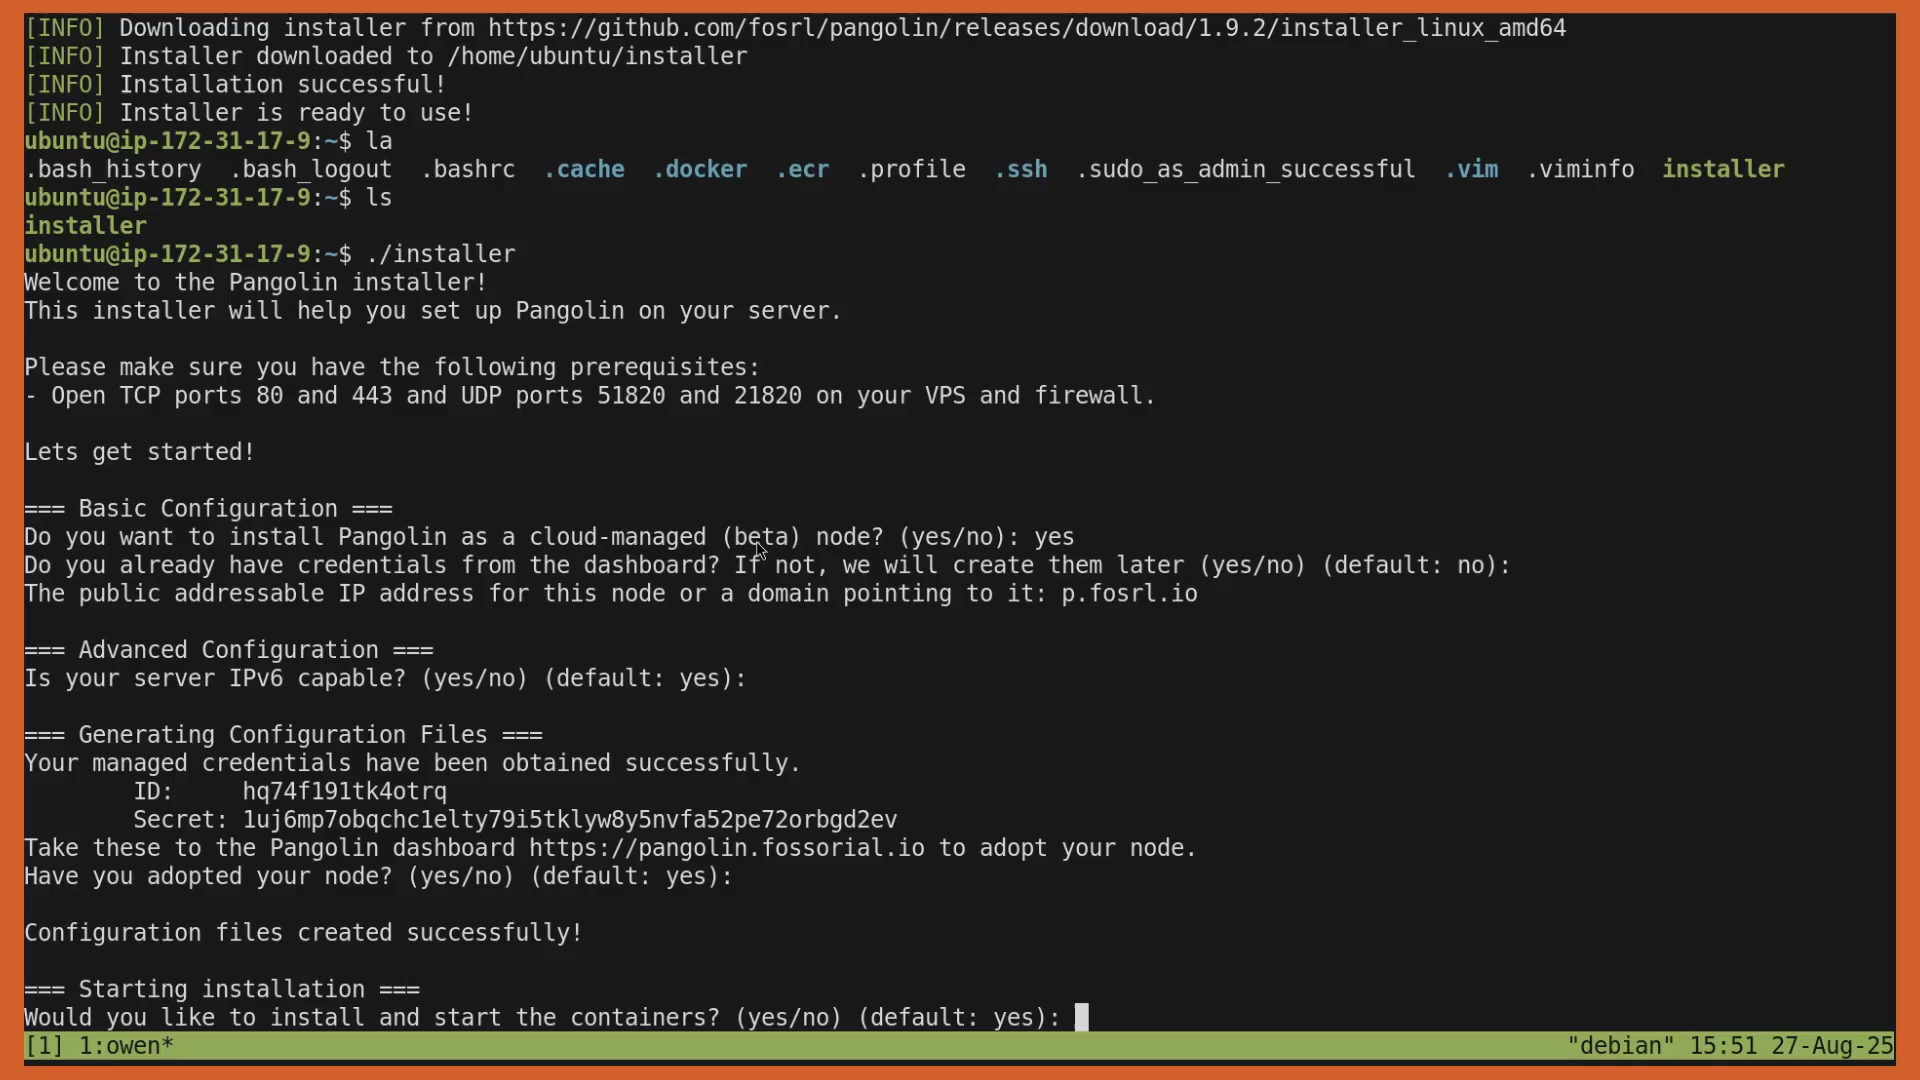 [INFO] Downloading installer from https://github.com/fosrl/pangolin/releases/download/1.9.2/installer_linux_amd64
[INFO] Installer downloaded to /home/ubuntu/installer
[INFO] Installation successful!
[INFO] Installer is ready to use!
ubuntu@ip-172-31-17-9:~$ la
.bash_history .bash_logout .bashrc .cache .docker .ecr .profile .ssh .sudo_as_admin_successful .vim .viminfo installer
ubuntu@ip-172-31-17-9:~$ ls
installer
ubuntu@ip-172-31-17-9:~$ ./installer
Welcome to the Pangolin installer!
This installer will help you set up Pangolin on your server.
Please make sure you have the following prerequisites:
- Open TCP ports 80 and 443 and UDP ports 51820 and 21820 on your VPS and firewall.
Lets get started!
=== Basic Configuration ===
Do you want to install Pangolin as a cloud-managed (beta) node? (yes/no): yes
Do you already have credentials from the dashboard? If not, we will create them later (yes/no) (default: no):
The public addressable IP address for this node or a domain pointing to it: p.fosrl.io
=== Advanced Configuration ===
Is your server IPv6 capable? (yes/no) (default: yes):
=== Generating Configuration Files ===
Your managed credentials have been obtained successfully.
ID: hq74f191tk4otrq
Secret: 1uj6mp7obqchc1elty79i5tklyw8y5nvfa52pe72orbgd2ev
Take these to the Pangolin dashboard https://pangolin.fossorial.io to adopt your node.
Have you adopted your node? (yes/no) (default: yes):
Configuration files created successfully!
=== Starting installation ===
Would you like to install and start the containers? (yes/no) (default: yes):
[1] 1:owen* "debian" 15:51 27-Aug-25